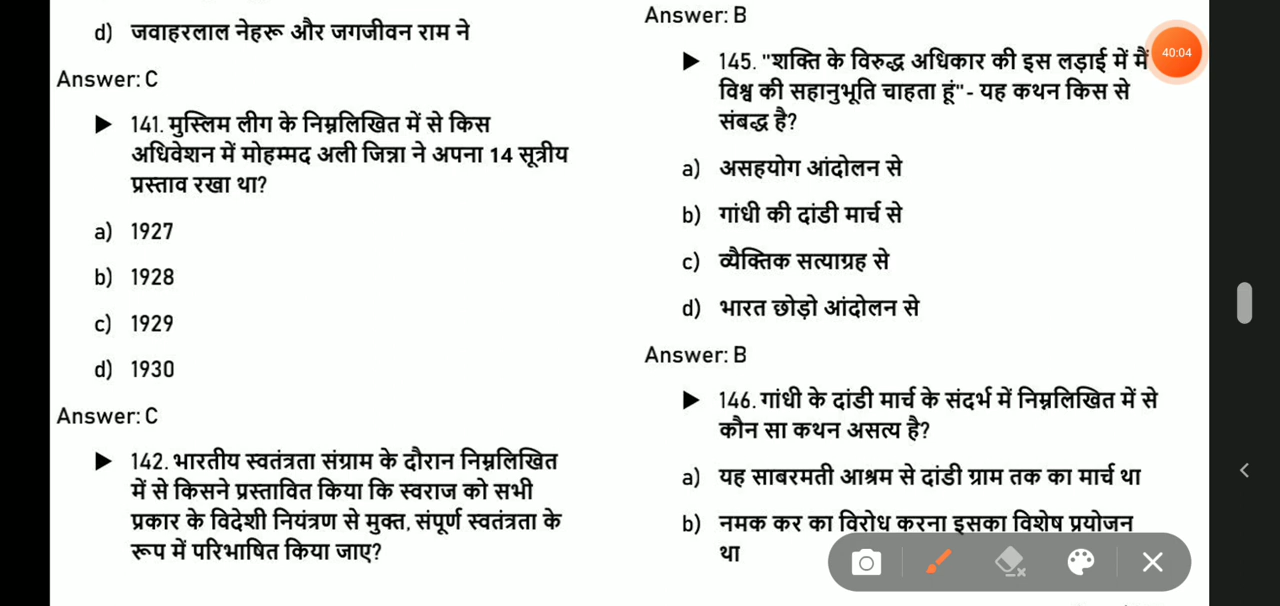 d) जवाहरलाल नेहरू और जगजीवन राम ने
Answer: C
▶ 141. मुस्लिम लीग के निम्नलिखित में से किस
अधिवेशन में मोहम्मद अली जिन्ना ने अपना 14 सूत्रीय
प्रस्ताव रखा था?
a) 1927
b) 1928
c) 1929
d) 1930
Answer: C
▶ 142. भारतीय स्वतंत्रता संग्राम के दौरान निम्नलिखित
में से किसने प्रस्तावित किया कि स्वराज को सभी
प्रकार के विदेशी नियंत्रण से मुक्त, संपूर्ण स्वतंत्रता के
रूप में परिभाषित किया जाए?
Answer: B
▶ 145. "शक्ति के विरुद्ध अधिकार की इस लड़ाई में मैं
विश्व की सहानुभूति चाहता हूं"- यह कथन किस से
संबद्ध है?
a) असहयोग आंदोलन से
b) गांधी की दांडी मार्च से
c) व्यैक्तिक सत्याग्रह से
d) भारत छोड़ो आंदोलन से
Answer: B
▶ 146. गांधी के दांडी मार्च के संदर्भ में निम्नलिखित में से
कौन सा कथन असत्य है?
a) यह साबरमती आश्रम से दांडी ग्राम तक का मार्च था
b) नमक कर का विरोध करना इसका विशेष प्रयोजन
था
40:04